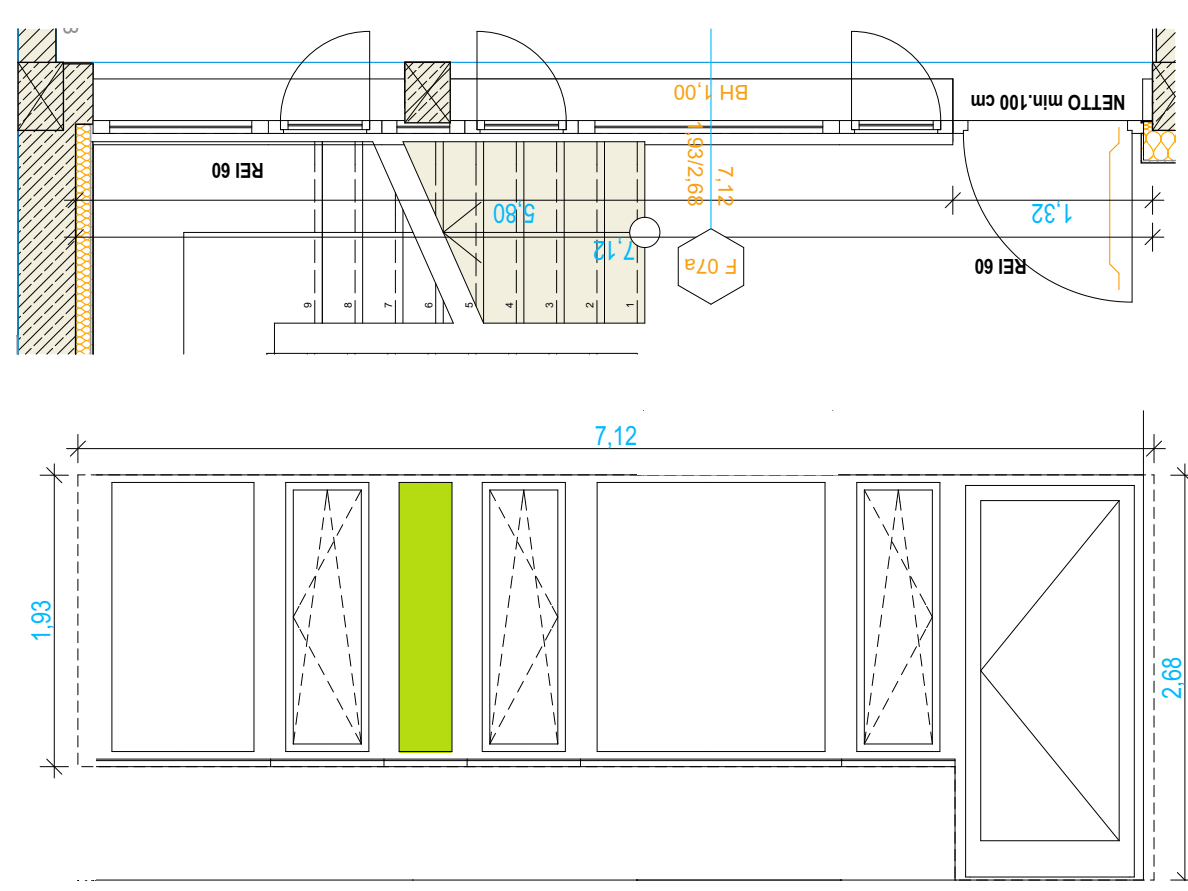 BH 1,00
NETTO min.100 cm
REI 60
1,93/2,68
7,12
5,80
1,32
7,12
F 07a
REI 60
9 8 7 6 5 4 3 2 1
7,12
1,93
2,68